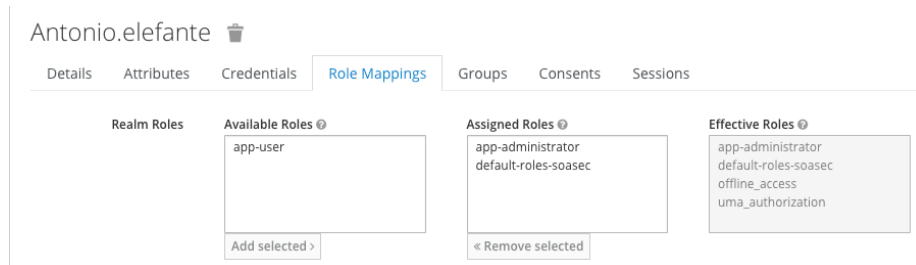 Antonio.elefante
Details Attributes Credentials Role Mappings Groups Consents Sessions
Realm Roles Available Roles Assigned Roles Effective Roles
app-user app-administrator app-administrator
default-roles-soasec default-roles-soasec
offline_access
uma_authorization
Add selected › « Remove selected